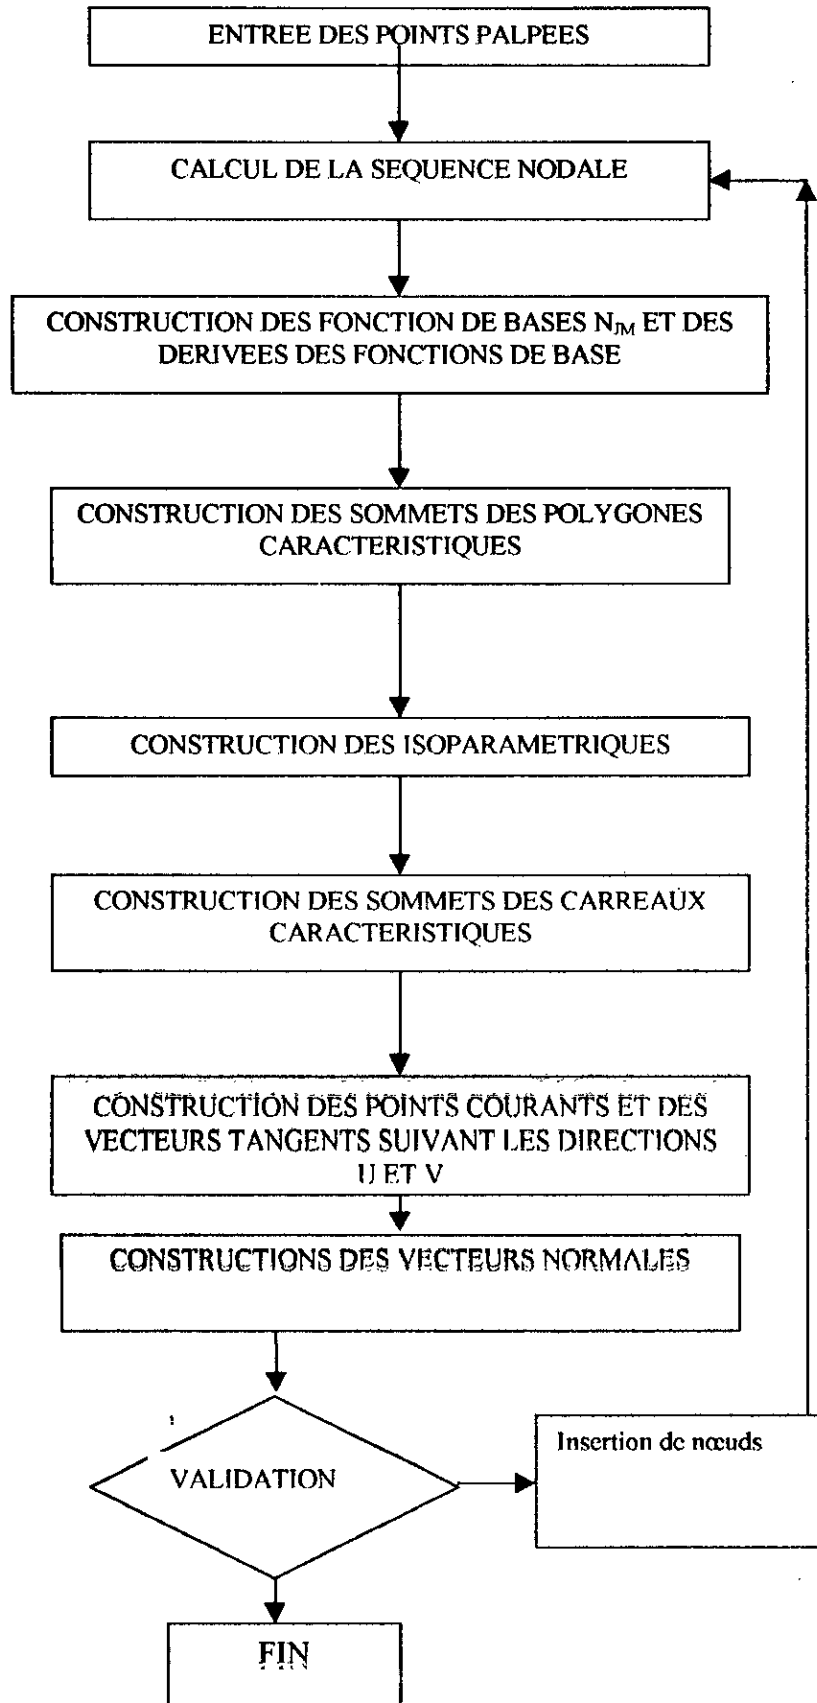 ENTREE DES POINTS PALPEES
CALCUL DE LA SEQUENCE NODALE
CONSTRUCTION DES FONCTION DE BASES N_JM ET DES
DERIVEES DES FONCTIONS DE BASE
CONSTRUCTION DES SOMMETS DES POLYGONES
CARACTERISTIQUES
CONSTRUCTION DES ISOPARAMETRIQUES
CONSTRUCTION DES SOMMETS DES CARREAUX
CARACTERISTIQUES
CONSTRUCTION DES POINTS COURANTS ET DES
VECTEURS TANGENTS SUIVANT LES DIRECTIONS
U ET V
CONSTRUCTIONS DES VECTEURS NORMALES
Insertion de nœuds
VALIDATION
FIN